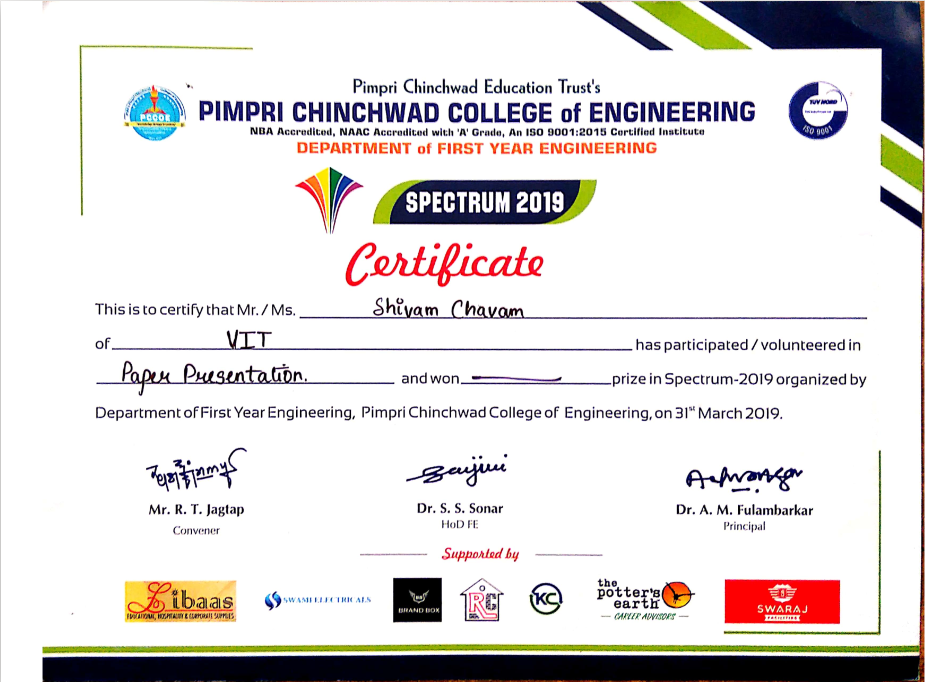 Pimpri Chinchwad Education Trust's
PIMPRI CHINCHWAD COLLEGE of ENGINEERING
NBA Accredited, NAAC Accredited with 'A' Grade, An ISO 9001:2015 Certified Institute
DEPARTMENT of FIRST YEAR ENGINEERING
PCCOE
TUV NORD
ISO 9001
SPECTRUM 2019
Certificate
This is to certify that Mr. / Ms. Shivam Chavam
of VIT has participated / volunteered in
Paper Presentation. and won prize in Spectrum-2019 organized by
Department of First Year Engineering, Pimpri Chinchwad College of Engineering, on 31st March 2019.
Mr. R. T. Jagtap
Convener
Dr. S. S. Sonar
HoD FE
Dr. A. M. Fulambarkar
Principal
Supported by
Libaas
EDUCATIONAL, HOSPITALITY & CORPORATE SUPPLIES
SWAMI ELECTRICALS
BRAND BOX
RC
KC
the
potter's
earth
CAREER ADVISORS
SWARAJ
FACILITIES